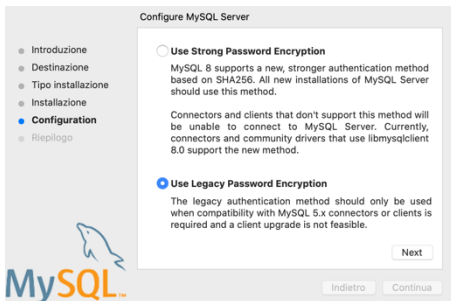 Configure MySQL Server
Introduzione
Destinazione
Tipo installazione
Installazione
Configuration
Riepilogo
Use Strong Password Encryption
MySQL 8 supports a new, stronger authentication method
based on SHA256. All new installations of MySQL Server
should use this method.
Connectors and clients that don't support this method will
be unable to connect to MySQL Server. Currently,
connectors and community drivers that use libmysqlclient
8.0 support the new method.
Use Legacy Password Encryption
The legacy authentication method should only be used
when compatibility with MySQL 5.x connectors or clients is
required and a client upgrade is not feasible.
Next
MySQL™
Indietro
Continua